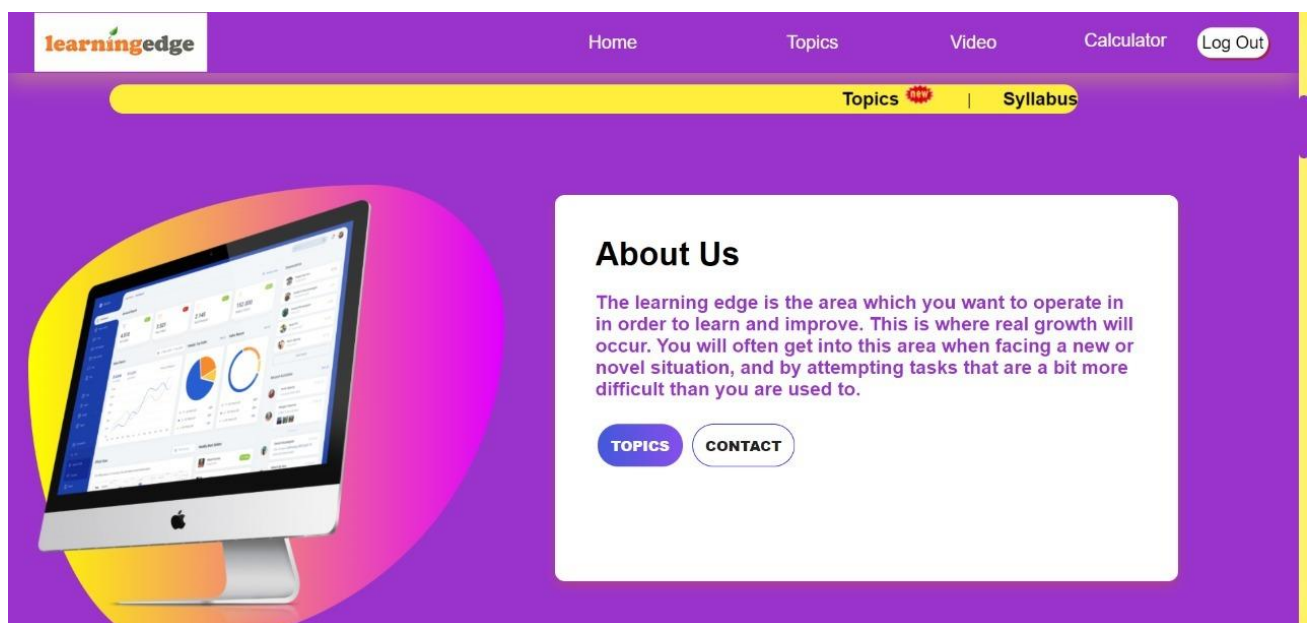 learningedge
Home Topics Video Calculator Log Out
Topics new | Syllabus
About Us
The learning edge is the area which you want to operate in
in order to learn and improve. This is where real growth will
occur. You will often get into this area when facing a new or
novel situation, and by attempting tasks that are a bit more
difficult than you are used to.
TOPICS CONTACT